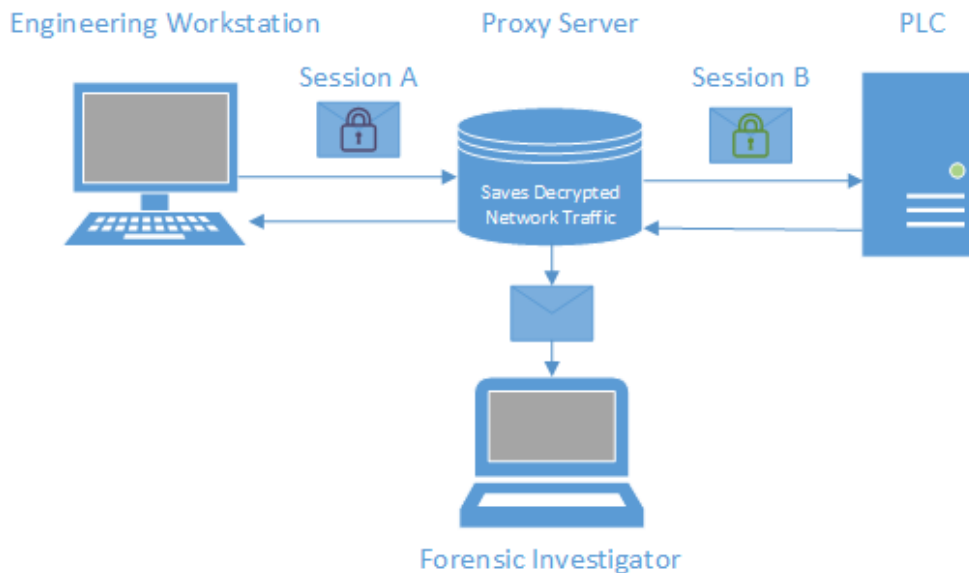 Engineering Workstation
Proxy Server
PLC
Session A
Session B
Saves Decrypted
Network Traffic
Forensic Investigator